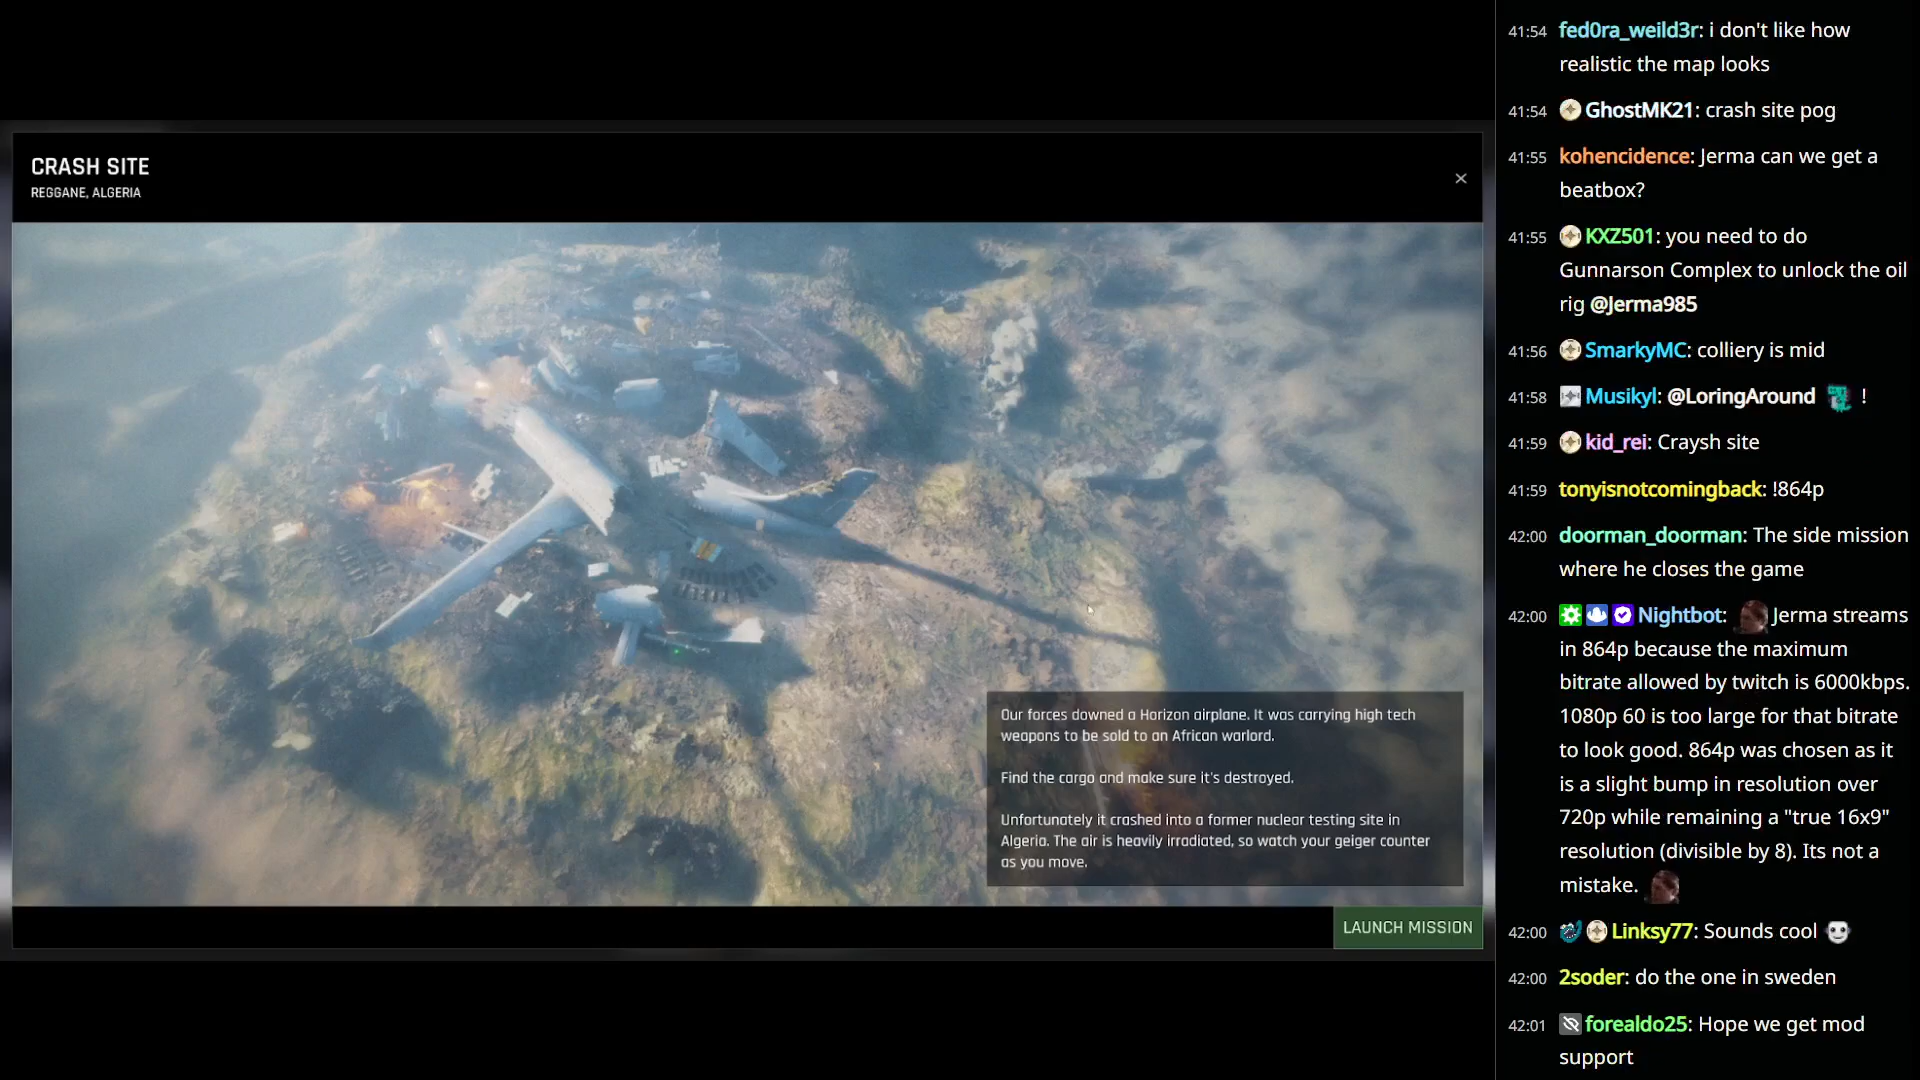 CRASH SITE
REGGANE, ALGERIA
Our forces downed a Horizon airplane. It was carrying high tech
weapons to be sold to an African warlord.
Find the cargo and make sure it's destroyed.
Unfortunately it crashed into a former nuclear testing site in
Algeria. The air is heavily irradiated, so watch your geiger counter
as you move.
LAUNCH MISSION
41:54 fed0ra_weild3r: i don't like how
realistic the map looks
41:54 GhostMK21: crash site pog
41:55 kohencidence: Jerma can we get a
beatbox?
41:55 KXZ501: you need to do
Gunnarson Complex to unlock the oil
rig @Jerma985
41:56 SmarkyMC: colliery is mid
41:58 Musikyl: @LoringAround !
41:59 kid_rei: Craysh site
41:59 tonyisnotcomingback: !864p
42:00 doorman_doorman: The side mission
where he closes the game
42:00 Nightbot: Jerma streams
in 864p because the maximum
bitrate allowed by twitch is 6000kbps.
1080p 60 is too large for that bitrate
to look good. 864p was chosen as it
is a slight bump in resolution over
720p while remaining a "true 16x9"
resolution (divisible by 8). Its not a
mistake.
42:00 Linksy77: Sounds cool
42:00 2soder: do the one in sweden
42:01 forealdo25: Hope we get mod
support